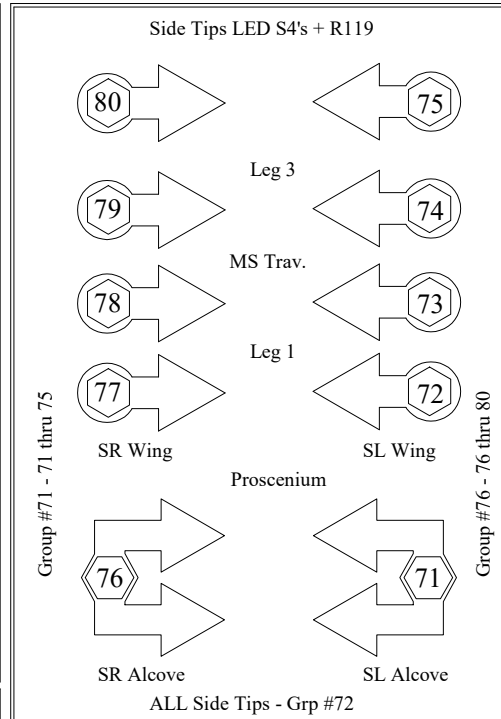 Side Tips LED S4's + R119
80 75
Leg 3
79 74
MS Trav.
78 73
Leg 1
77 72
SR Wing SL Wing
Proscenium
Group #71 - 71 thru 75
Group #76 - 76 thru 80
76 71
SR Alcove SL Alcove
ALL Side Tips - Grp #72